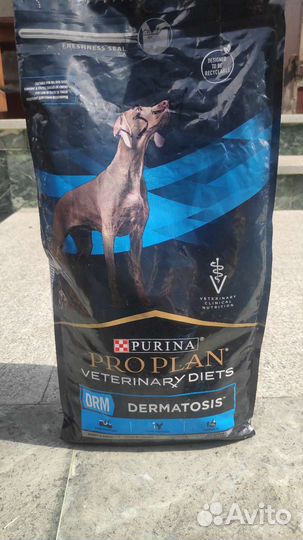 FRESHNESS SEAL
DESIGNED
TO BE
RECYCLABLE
VETERINARY
CLINICAL
NUTRITION
PURINA
PRO PLAN
VETERINARY DIETS
DRM
DERMATOSIS
Avito